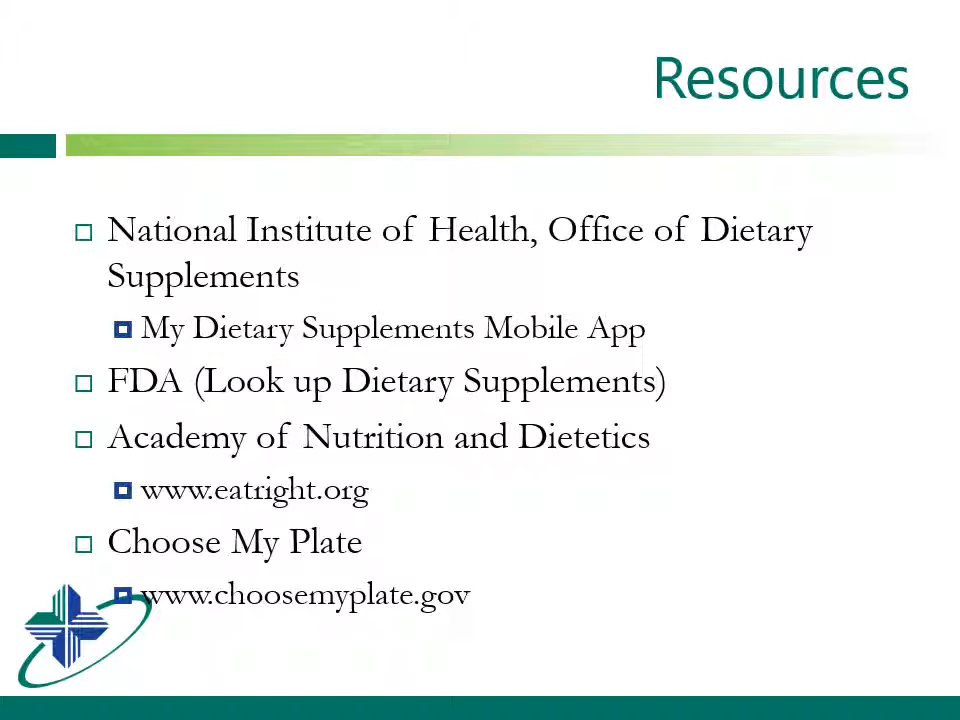 Resources
National Institute of Health, Office of Dietary
Supplements
My Dietary Supplements Mobile App
FDA (Look up Dietary Supplements)
Academy of Nutrition and Dietetics
www.eatright.org
Choose My Plate
www.choosemyplate.gov